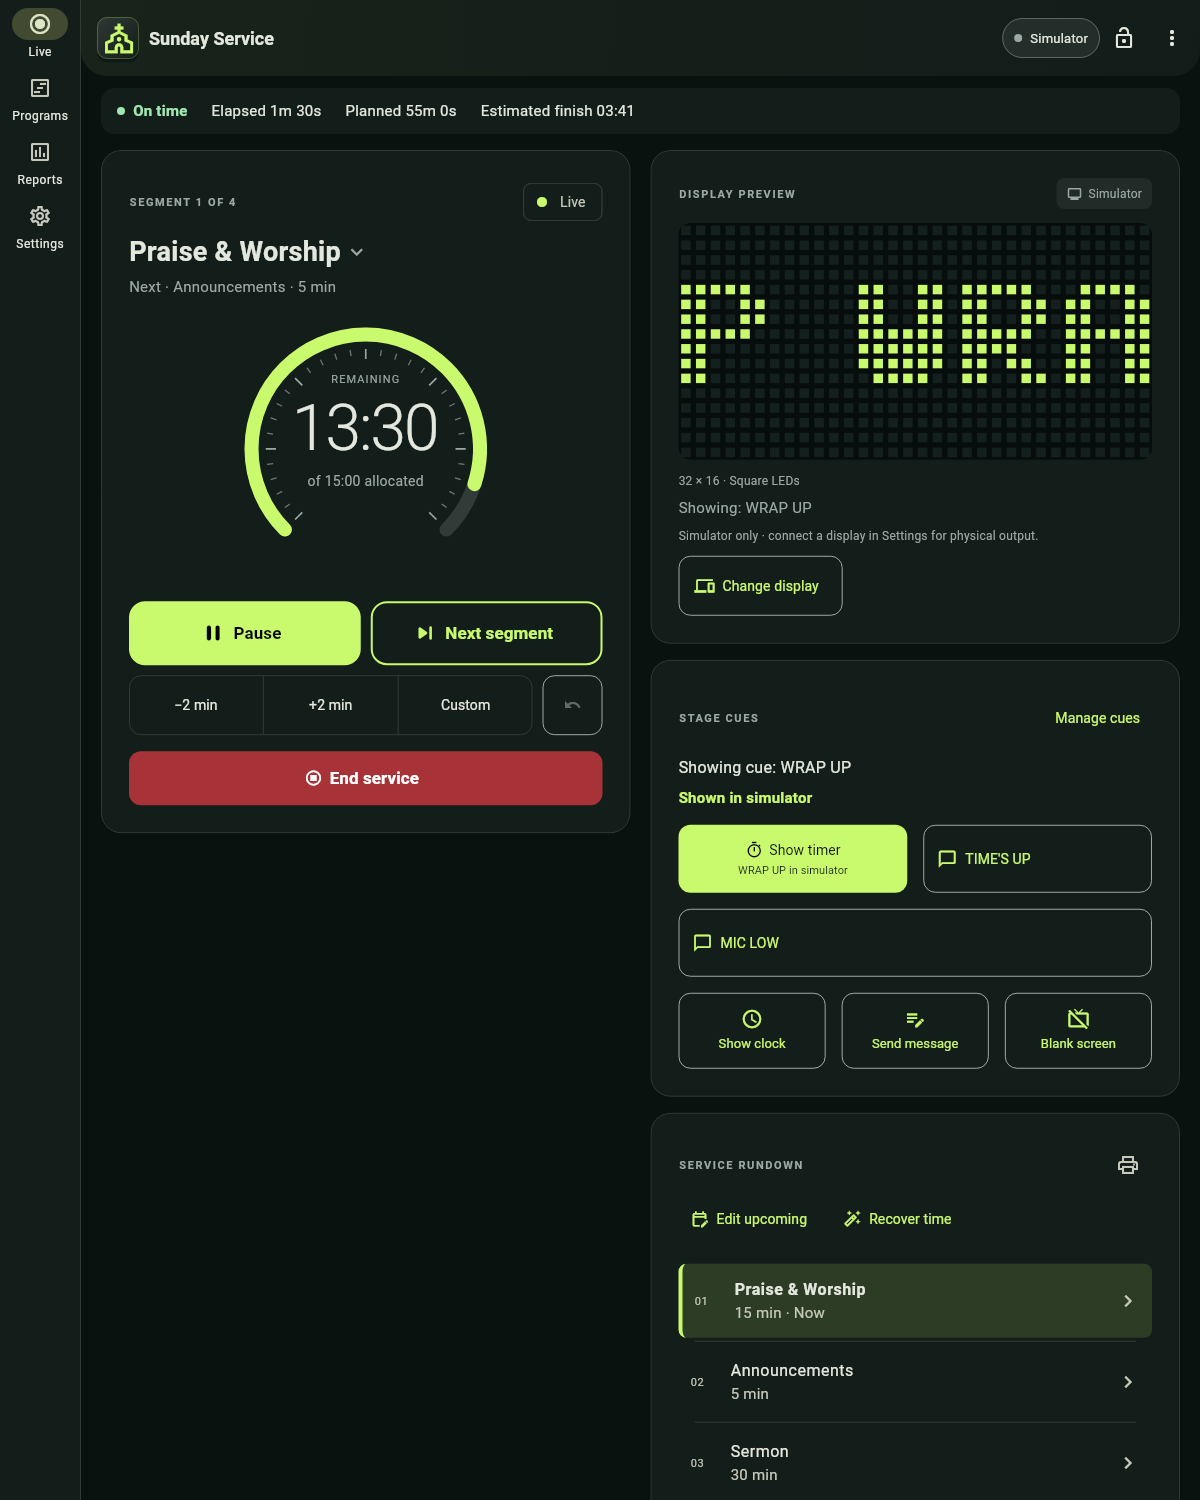 Live
Programs
Reports
Settings
Sunday Service
Simulator
On time Elapsed 1m 30s Planned 55m 0s Estimated finish 03:41
SEGMENT 1 OF 4
Live
Praise & Worship
Next · Announcements · 5 min
REMAINING
13:30
of 15:00 allocated
Pause
Next segment
−2 min
+2 min
Custom
End service
DISPLAY PREVIEW
Simulator
P WRA
32 × 16 · Square LEDs
Showing: WRAP UP
Simulator only · connect a display in Settings for physical output.
Change display
STAGE CUES
Manage cues
Showing cue: WRAP UP
Shown in simulator
Show timer
WRAP UP in simulator
TIME'S UP
MIC LOW
Show clock
Send message
Blank screen
SERVICE RUNDOWN
Edit upcoming
Recover time
01
Praise & Worship
15 min · Now
02
Announcements
5 min
03
Sermon
30 min